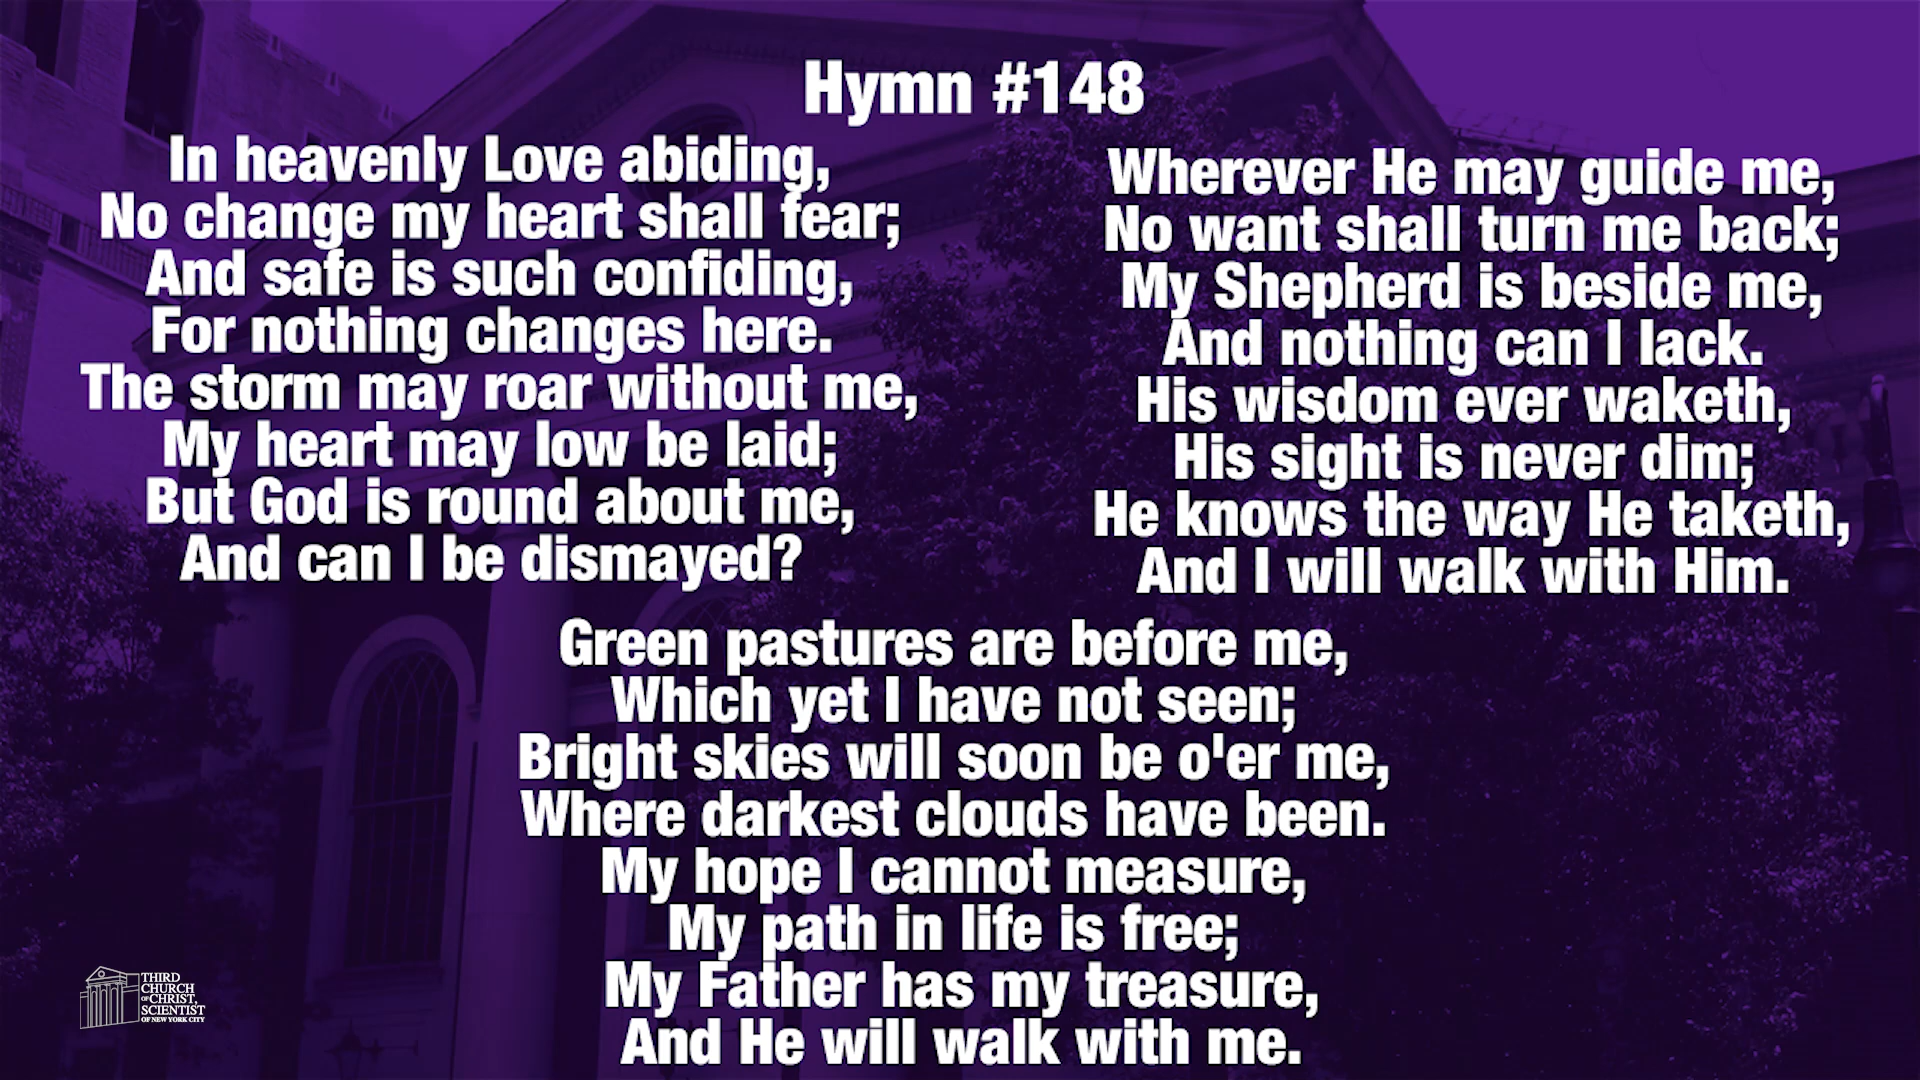 Hymn #148
In heavenly Love abiding,
No change my heart shall fear;
And safe is such confiding,
For nothing changes here.
The storm may roar without me,
My heart may low be laid;
But God is round about me,
And can I be dismayed?
Wherever He may guide me,
No want shall turn me back;
My Shepherd is beside me,
And nothing can I lack.
His wisdom ever waketh,
His sight is never dim;
He knows the way He taketh,
And I will walk with Him.
Green pastures are before me,
Which yet I have not seen;
Bright skies will soon be o'er me,
Where darkest clouds have been.
My hope I cannot measure,
My path in life is free;
My Father has my treasure,
And He will walk with me.
THIRD
CHURCH
OF CHRIST,
SCIENTIST
OF NEW YORK CITY